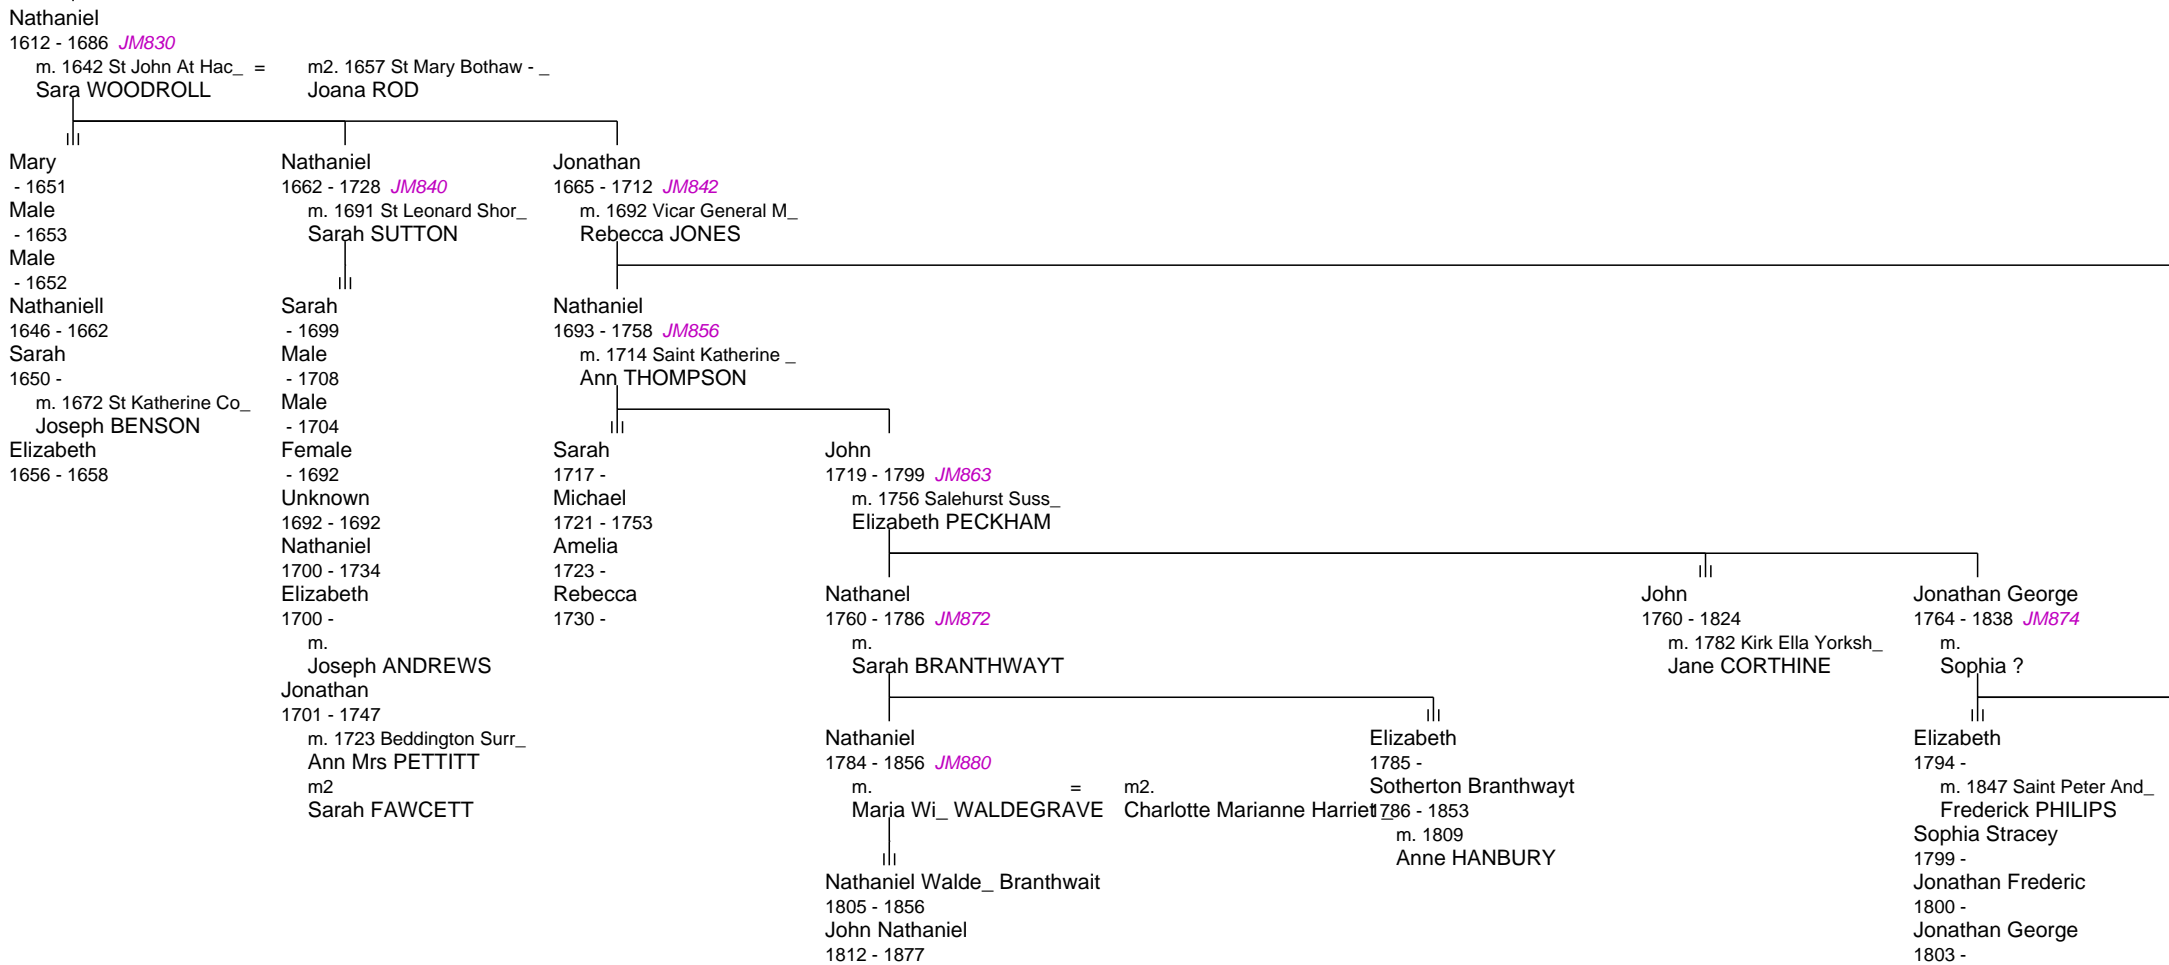 Nathaniel
1612 - 1686 JM830
m. 1642 St John At Hac_ = m2. 1657 St Mary Bothaw - _
Sara WOODROLL Joana ROD
Mary
- 1651
Male
- 1653
Male
- 1652
Nathaniell
1646 - 1662
Sarah
1650 -
m. 1672 St Katherine Co_
Joseph BENSON
Elizabeth
1656 - 1658
Nathaniel
1662 - 1728 JM840
m. 1691 St Leonard Shor_
Sarah SUTTON
Sarah
- 1699
Male
- 1708
Male
- 1704
Female
- 1692
Unknown
1692 - 1692
Nathaniel
1700 - 1734
Elizabeth
1700 -
m.
Joseph ANDREWS
Jonathan
1701 - 1747
m. 1723 Beddington Surr_
Ann Mrs PETTITT
m2
Sarah FAWCETT
Jonathan
1665 - 1712 JM842
m. 1692 Vicar General M_
Rebecca JONES
Nathaniel
1693 - 1758 JM856
m. 1714 Saint Katherine _
Ann THOMPSON
Sarah
1717 -
Michael
1721 - 1753
Amelia
1723 -
Rebecca
1730 -
John
1719 - 1799 JM863
m. 1756 Salehurst Suss_
Elizabeth PECKHAM
Nathanel
1760 - 1786 JM872
m.
Sarah BRANTHWAYT
Nathaniel
1784 - 1856 JM880
m. = m2.
Maria Wi_ WALDEGRAVE Charlotte Marianne Harriet _
Nathaniel Walde_ Branthwait
1805 - 1856
John Nathaniel
1812 - 1877
Elizabeth
1785 -
Sotherton Branthwayt
1786 - 1853
m. 1809
Anne HANBURY
John
1760 - 1824
m. 1782 Kirk Ella Yorksh_
Jane CORTHINE
Jonathan George
1764 - 1838 JM874
m.
Sophia ?
Elizabeth
1794 -
m. 1847 Saint Peter And_
Frederick PHILIPS
Sophia Stracey
1799 -
Jonathan Frederic
1800 -
Jonathan George
1803 -